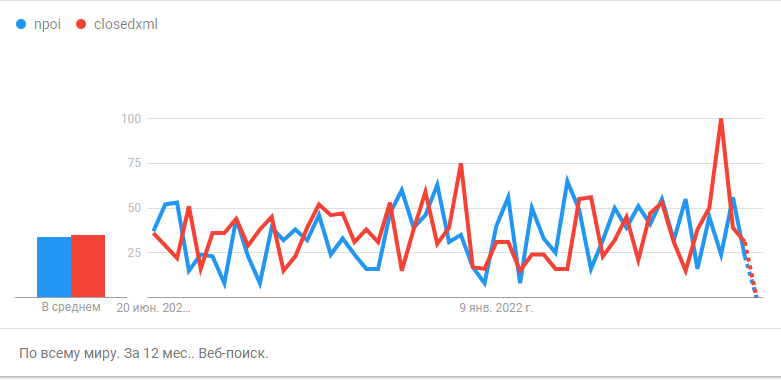 npoi closedxml
100
75
50
25
В среднем 20 июн. 202... 9 янв. 2022 г.
По всему миру. За 12 мес.. Веб-поиск.